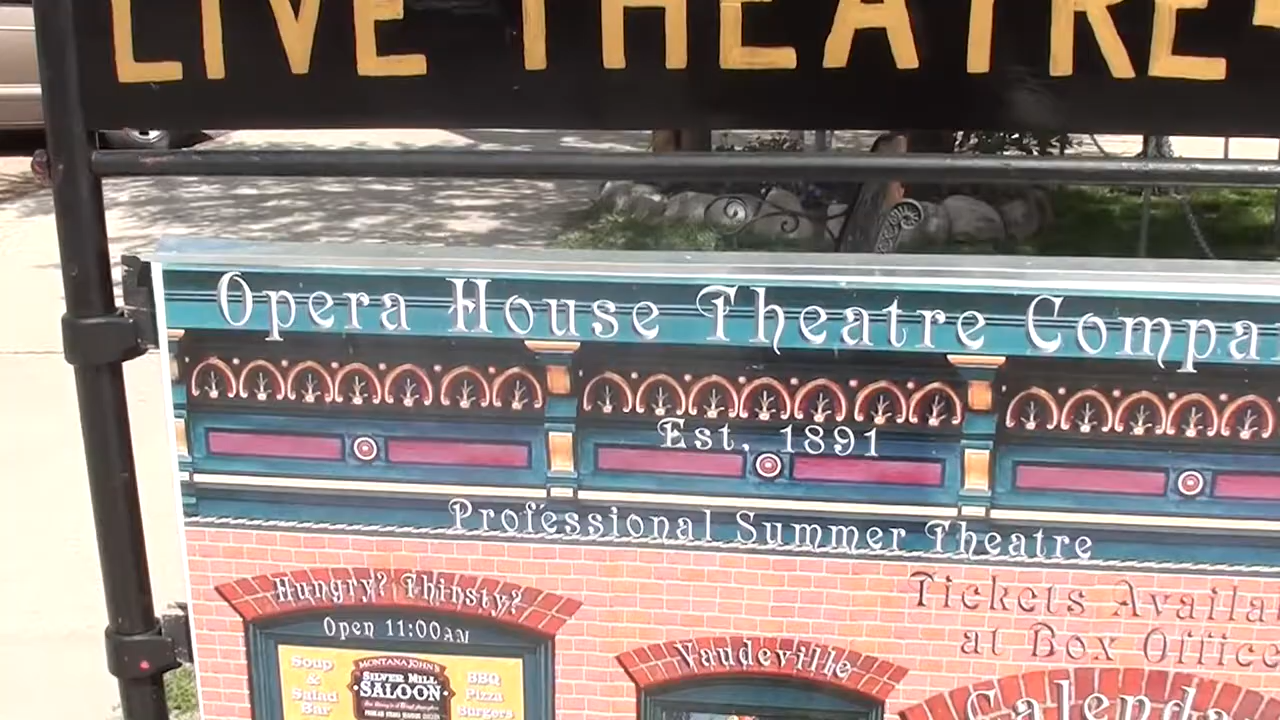 LIVE THEATRE
Opera House Theatre Compa
Est. 1891
Professional Summer Theatre
Hungry? Thirsty?
Open 11:00AM
Tickets Availa
at Box Office
Soup
&
Salad
Bar
MONTANA JOHN'S
SILVER MILL
SALOON
BBQ
Pizza
Burgers
Vaudeville
Calenda